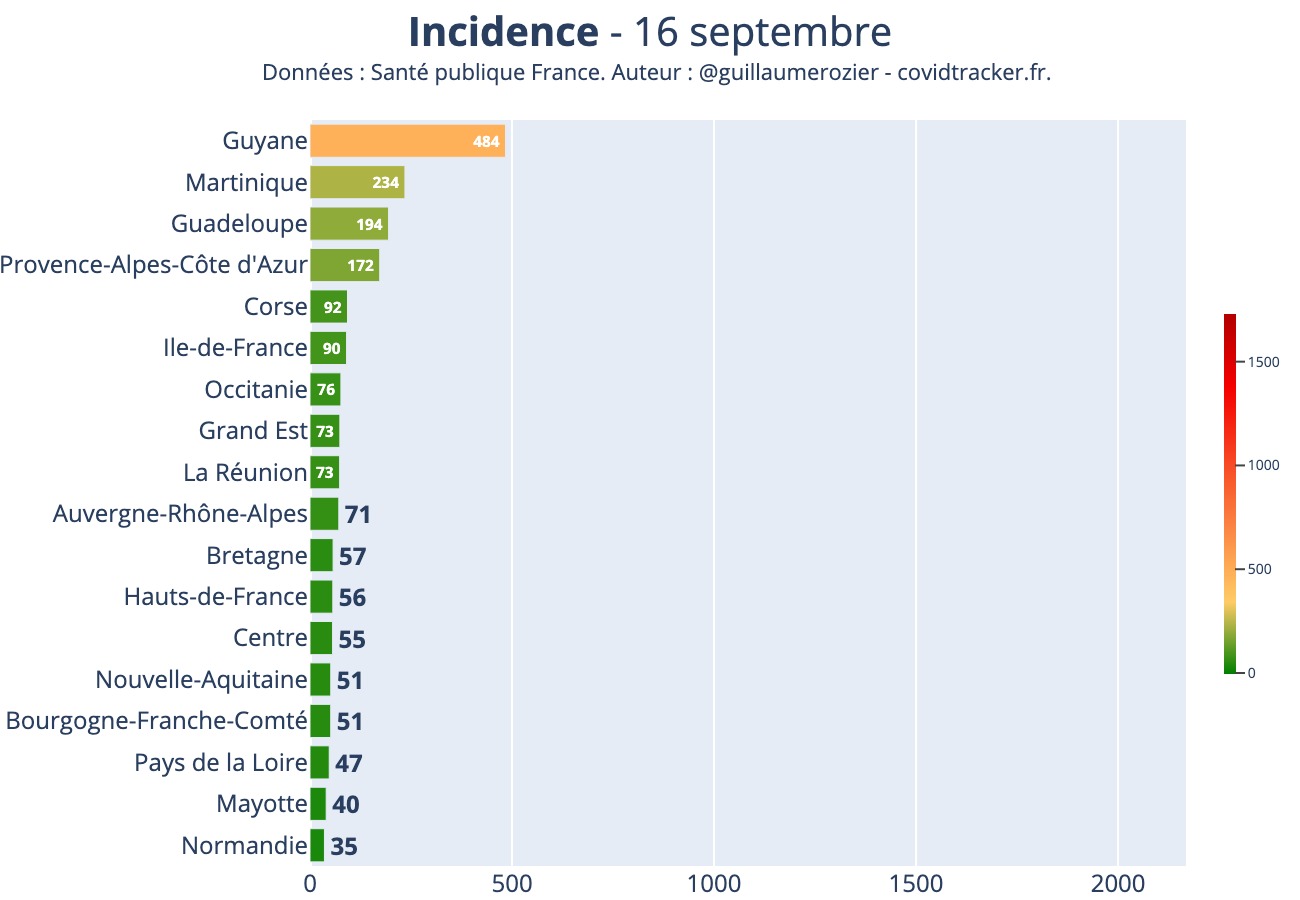 Incidence - 16 septembre
Données : Santé publique France. Auteur : @guillaumerozier - covidtracker.fr.
Guyane 484
Martinique 234
Guadeloupe 194
Provence-Alpes-Côte d'Azur 172
Corse 92
Ile-de-France 90
Occitanie 76
Grand Est 73
La Réunion 73
Auvergne-Rhône-Alpes 71
Bretagne 57
Hauts-de-France 56
Centre 55
Nouvelle-Aquitaine 51
Bourgogne-Franche-Comté 51
Pays de la Loire 47
Mayotte 40
Normandie 35
0 500 1000 1500 2000
1500
1000
500
0